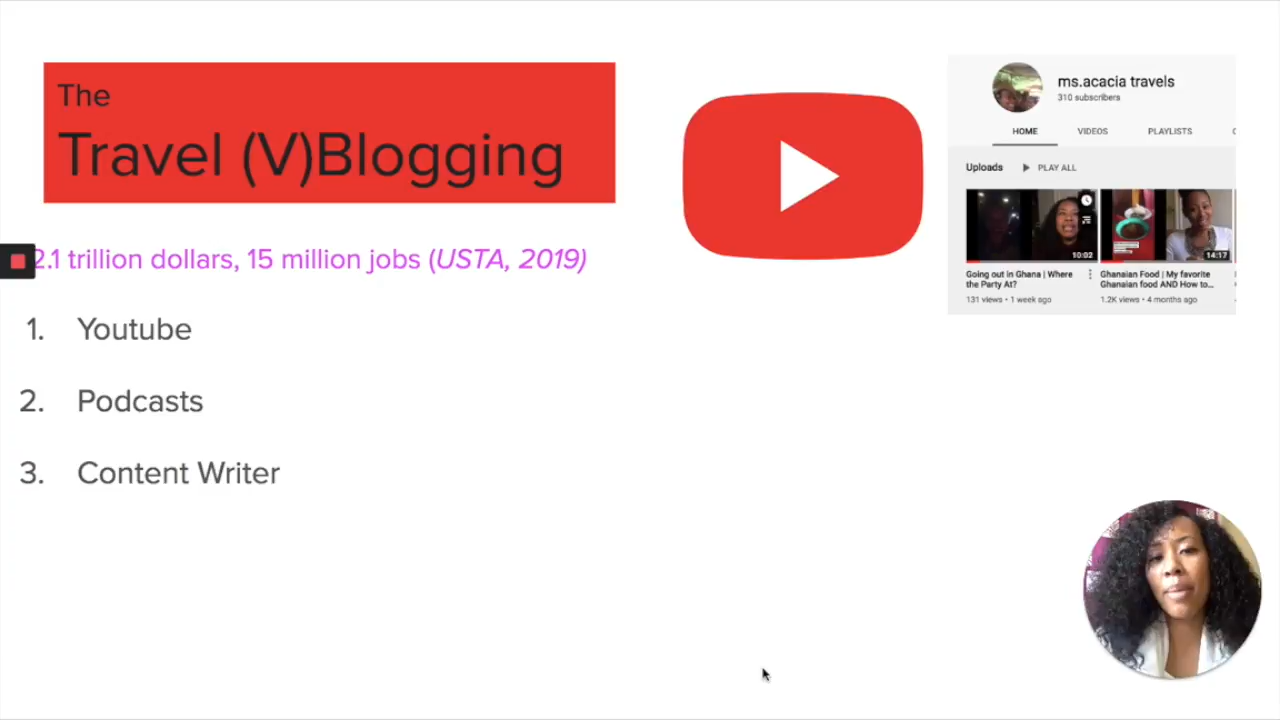 The
Travel (V)Blogging
2.1 trillion dollars, 15 million jobs (USTA, 2019)
1. Youtube
2. Podcasts
3. Content Writer
ms.acacia travels
310 subscribers
HOME VIDEOS PLAYLISTS
Uploads PLAY ALL
10:02
14:17
Going out in Ghana | Where
the Party At?
131 views • 1 week ago
Ghanaian Food | My favorite
Ghanaian food AND How to...
1.2K views • 4 months ago